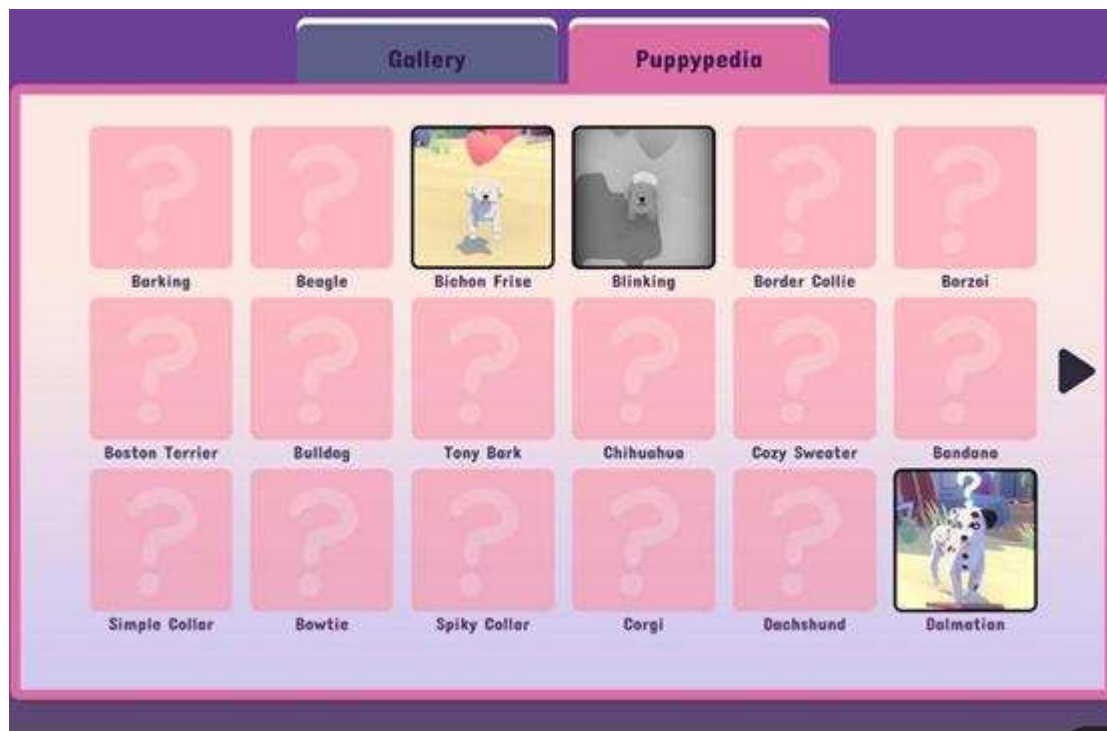 Gallery Puppypedia
Barking Beagle Bichon Frise Blinking Border Collie Borzoi
Boston Terrier Bulldog Tony Bark Chihuahua Cozy Sweater Bandana
Simple Collar Bowtie Spiky Collar Corgi Dachshund Dalmatian